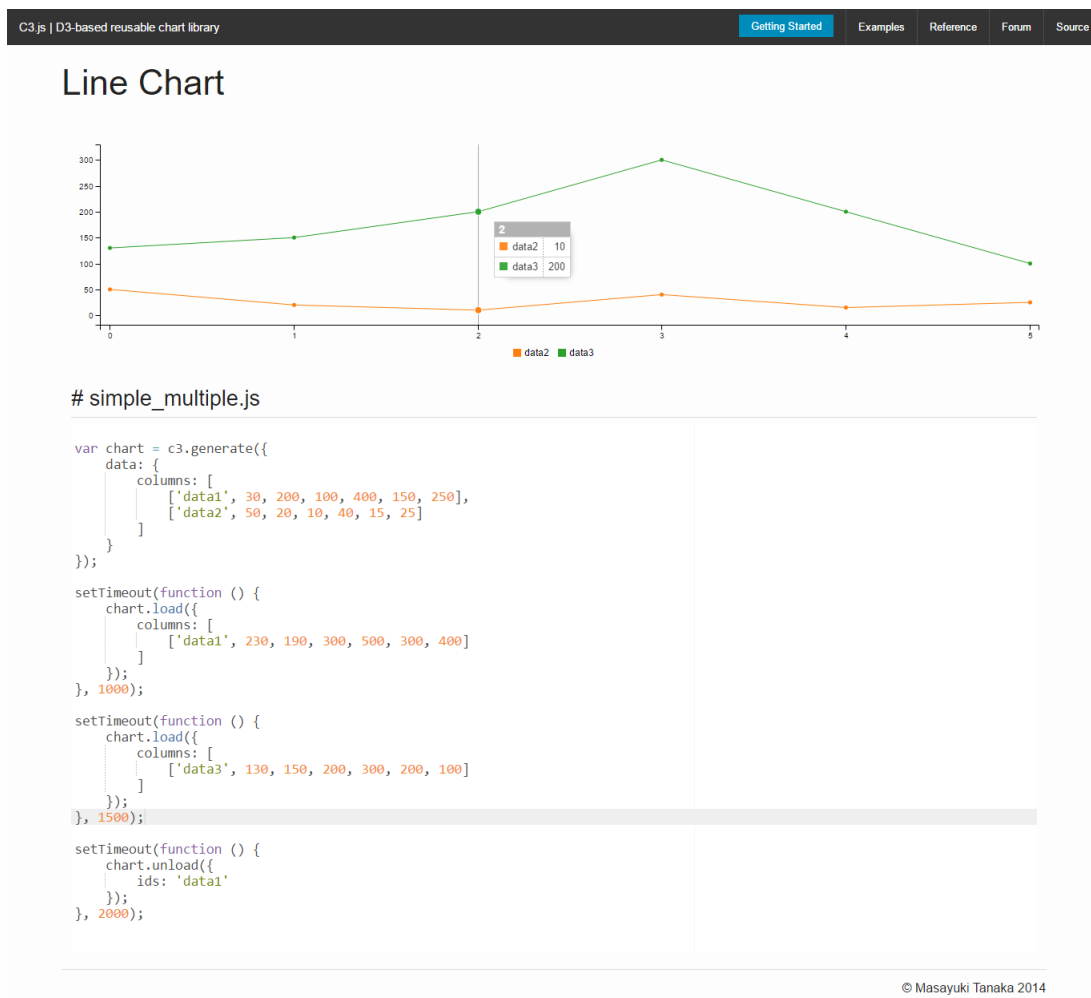 C3.js | D3-based reusable chart library Getting Started Examples Reference Forum Source
Line Chart
300
250
200
150
100
50
0
2
data2 10
data3 200
0 1 2 3 4 5
data2 data3
# simple_multiple.js
var chart = c3.generate({
    data: {
        columns: [
            ['data1', 30, 200, 100, 400, 150, 250],
            ['data2', 50, 20, 10, 40, 15, 25]
        ]
    }
});
setTimeout(function () {
    chart.load({
        columns: [
            ['data1', 230, 190, 300, 500, 300, 400]
        ]
    });
}, 1000);
setTimeout(function () {
    chart.load({
        columns: [
            ['data3', 130, 150, 200, 300, 200, 100]
        ]
    });
}, 1500);
setTimeout(function () {
    chart.unload({
        ids: 'data1'
    });
}, 2000);
© Masayuki Tanaka 2014